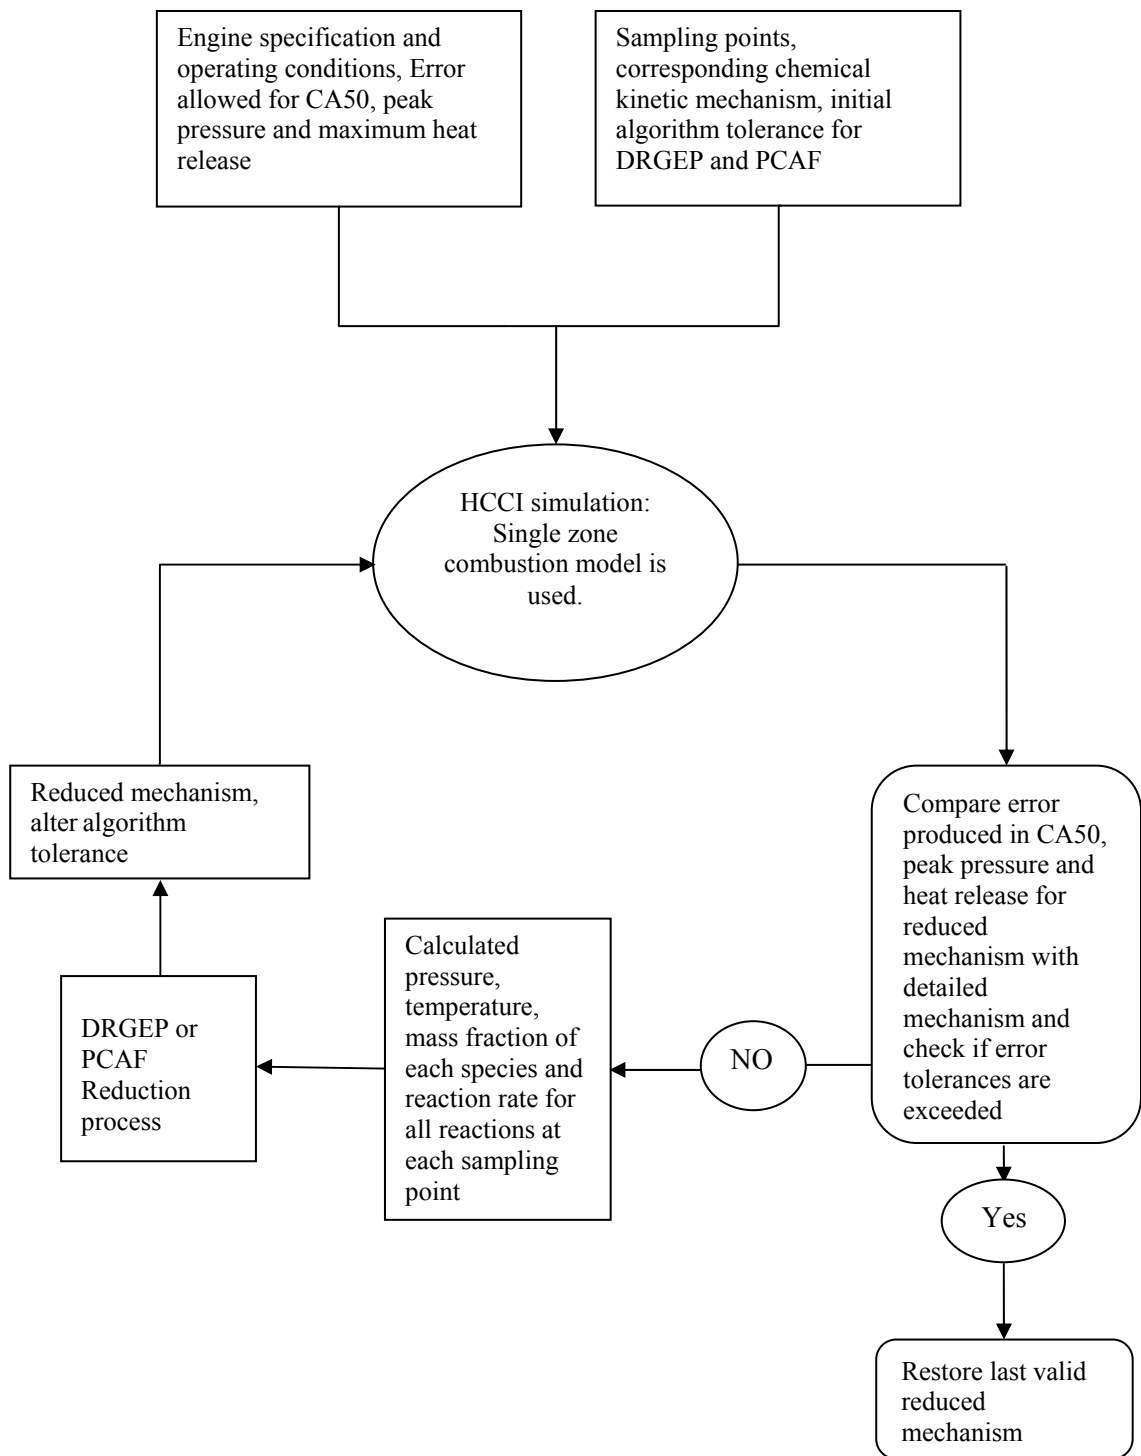 Engine specification and
operating conditions, Error
allowed for CA50, peak
pressure and maximum heat
release
Sampling points,
corresponding chemical
kinetic mechanism, initial
algorithm tolerance for
DRGEP and PCAF
HCCI simulation:
Single zone
combustion model is
used.
Compare error
produced in CA50,
peak pressure and
heat release for
reduced
mechanism with
detailed
mechanism and
check if error
tolerances are
exceeded
NO
Calculated
pressure,
temperature,
mass fraction of
each species and
reaction rate for
all reactions at
each sampling
point
DRGEP or
PCAF
Reduction
process
Reduced mechanism,
alter algorithm
tolerance
Yes
Restore last valid
reduced
mechanism